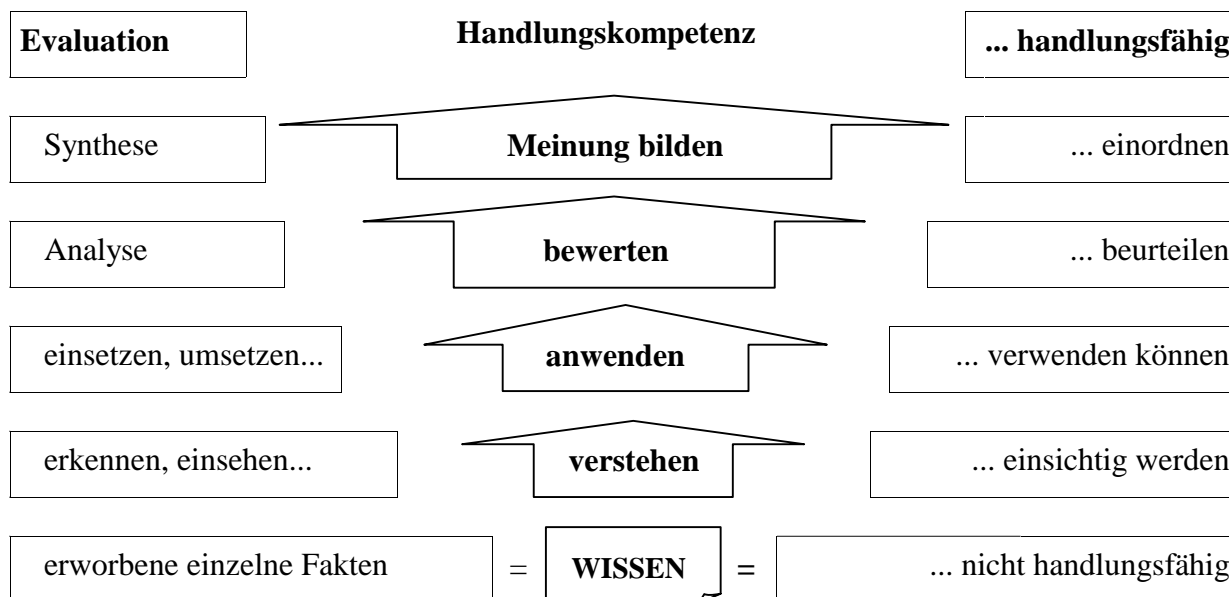 Evaluation Handlungskompetenz ... handlungsfähig
Synthese Meinung bilden ... einordnen
Analyse bewerten ... beurteilen
einsetzen, umsetzen... anwenden ... verwenden können
erkennen, einsehen... verstehen ... einsichtig werden
erworbene einzelne Fakten = WISSEN = ... nicht handlungsfähig